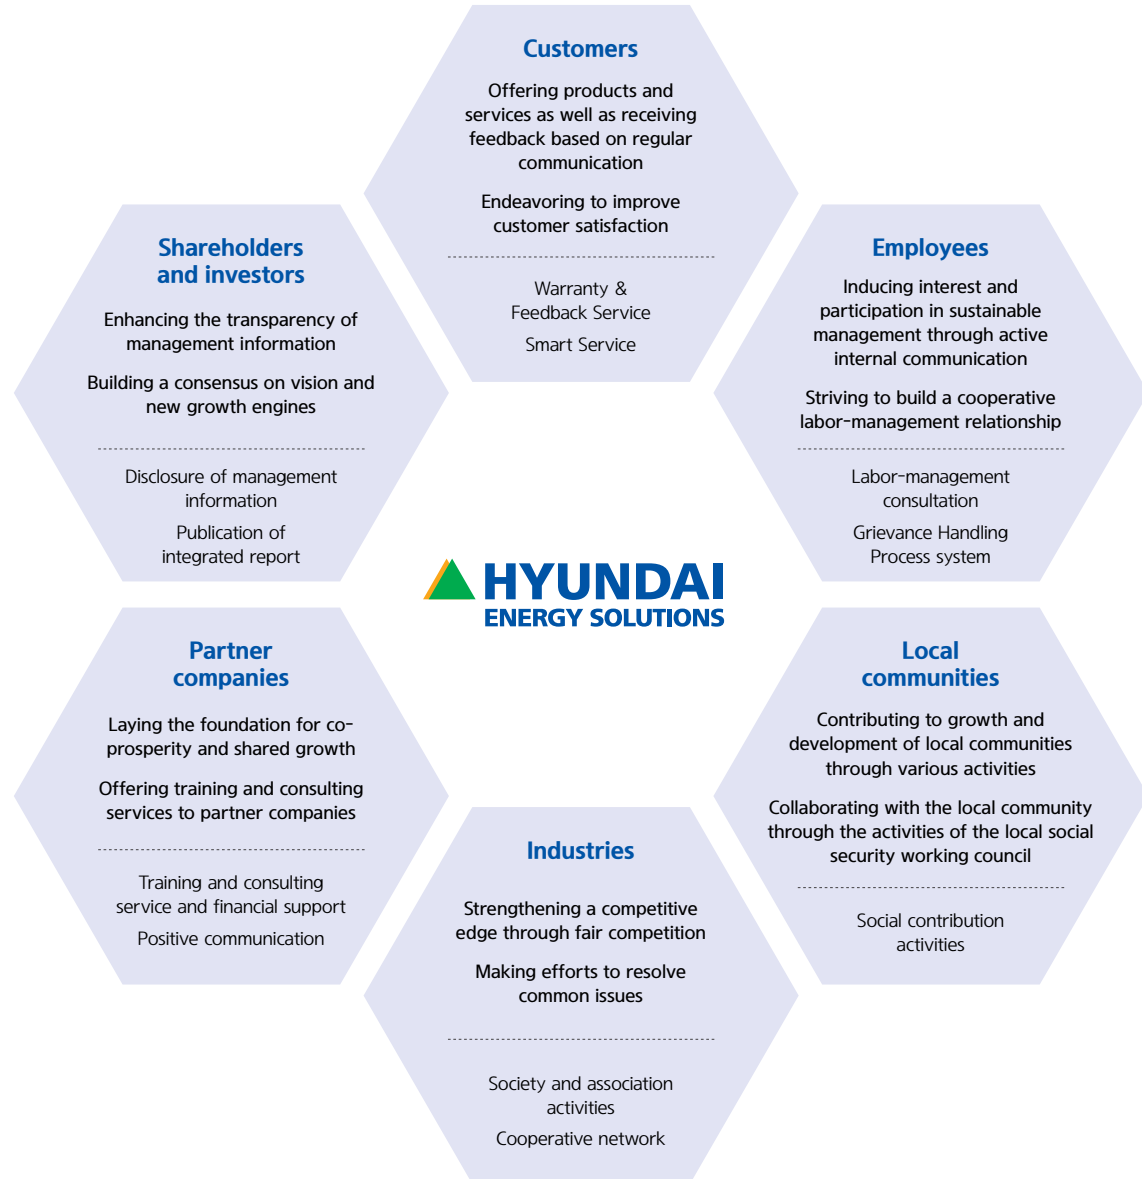 Customers
Offering products and
services as well as receiving
feedback based on regular
communication
Endeavoring to improve
customer satisfaction
Warranty &
Feedback Service
Smart Service
Shareholders
and investors
Enhancing the transparency of
management information
Building a consensus on vision and
new growth engines
Disclosure of management
information
Publication of
integrated report
Employees
Inducing interest and
participation in sustainable
management through active
internal communication
Striving to build a cooperative
labor-management relationship
Labor-management
consultation
Grievance Handling
Process system
HYUNDAI
ENERGY SOLUTIONS
Partner
companies
Laying the foundation for co-
prosperity and shared growth
Offering training and consulting
services to partner companies
Training and consulting
service and financial support
Positive communication
Local
communities
Contributing to growth and
development of local communities
through various activities
Collaborating with the local community
through the activities of the local social
security working council
Social contribution
activities
Industries
Strengthening a competitive
edge through fair competition
Making efforts to resolve
common issues
Society and association
activities
Cooperative network